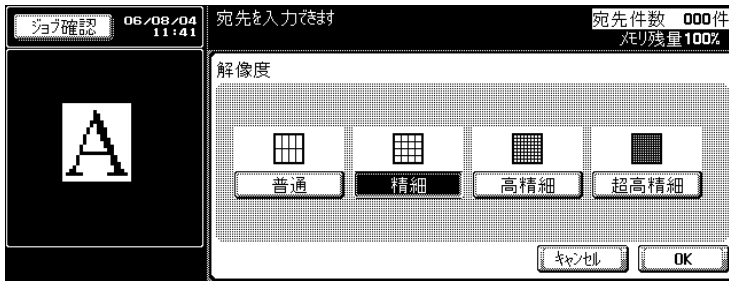 ジョブ確認
06/08/04
11:41
宛先を入力できます
宛先件数 000件
メモリ残量100%
A
解像度
普通
精細
高精細
超高精細
キャンセル
OK